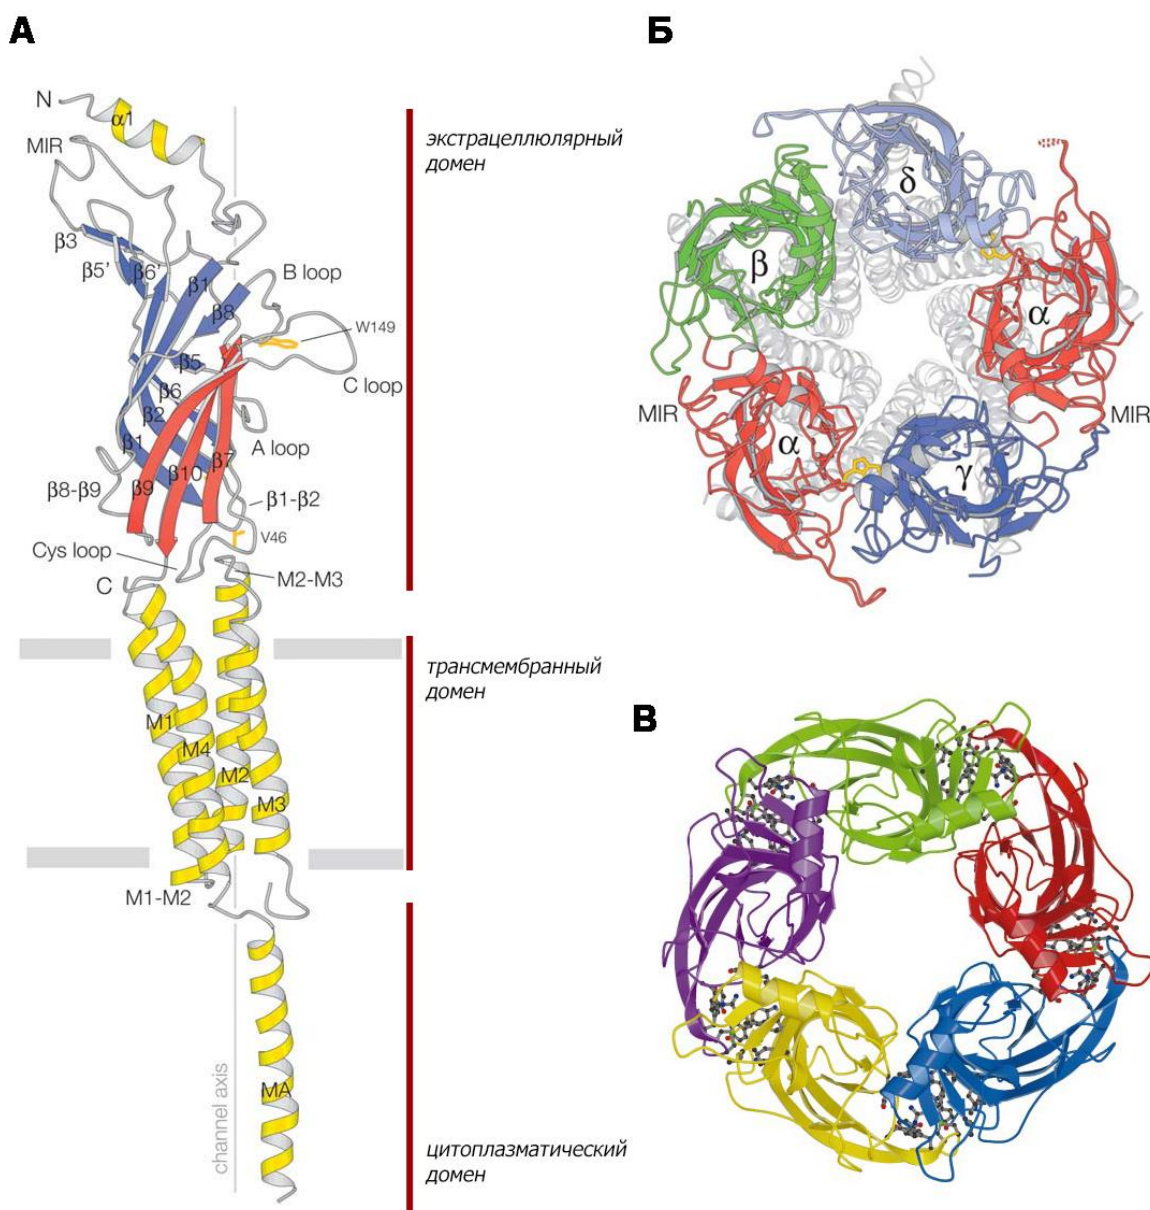 А
N
α1
MIR
β3
β5’
β6’
β1
B loop
β8
W149
β5
C loop
β6
β2
β1
A loop
β7
β10
β9
β8-β9
β1-β2
V46
Cys loop
C
M2-M3
M1
M4
M2
M3
M1-M2
MA
channel axis
экстрацеллюлярный
домен
трансмембранный
домен
цитоплазматический
домен
Б
δ
β
α
MIR
MIR
α
γ
В